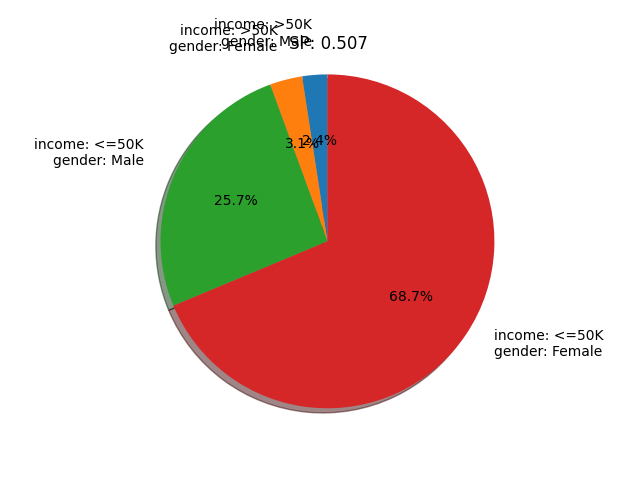 income: >50K
gender: Male
income: >50K
gender: Female
SP: 0.507
income: <=50K
gender: Male
3.1%
2.4%
25.7%
68.7%
income: <=50K
gender: Female